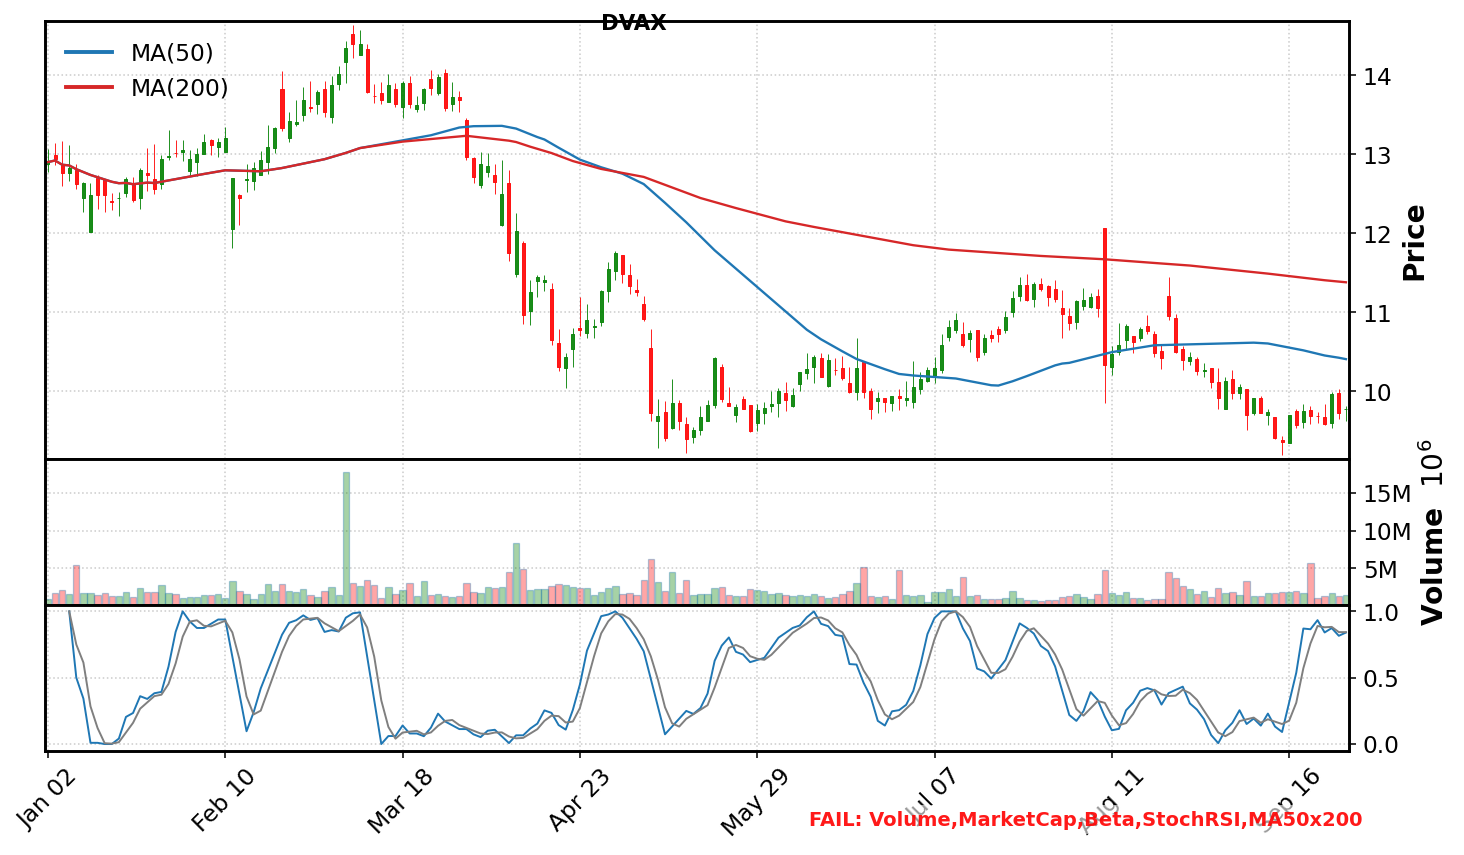 DVAX
MA(50)
MA(200)
14
13
12
11
10
Price
15M
10M
5M
Volume 10^6
1.0
0.5
0.0
Jan 02
Feb 10
Mar 18
Apr 23
May 29
Jul 07
Aug 11
Sep 16
FAIL: Volume,MarketCap,Beta,StochRSI,MA50x200